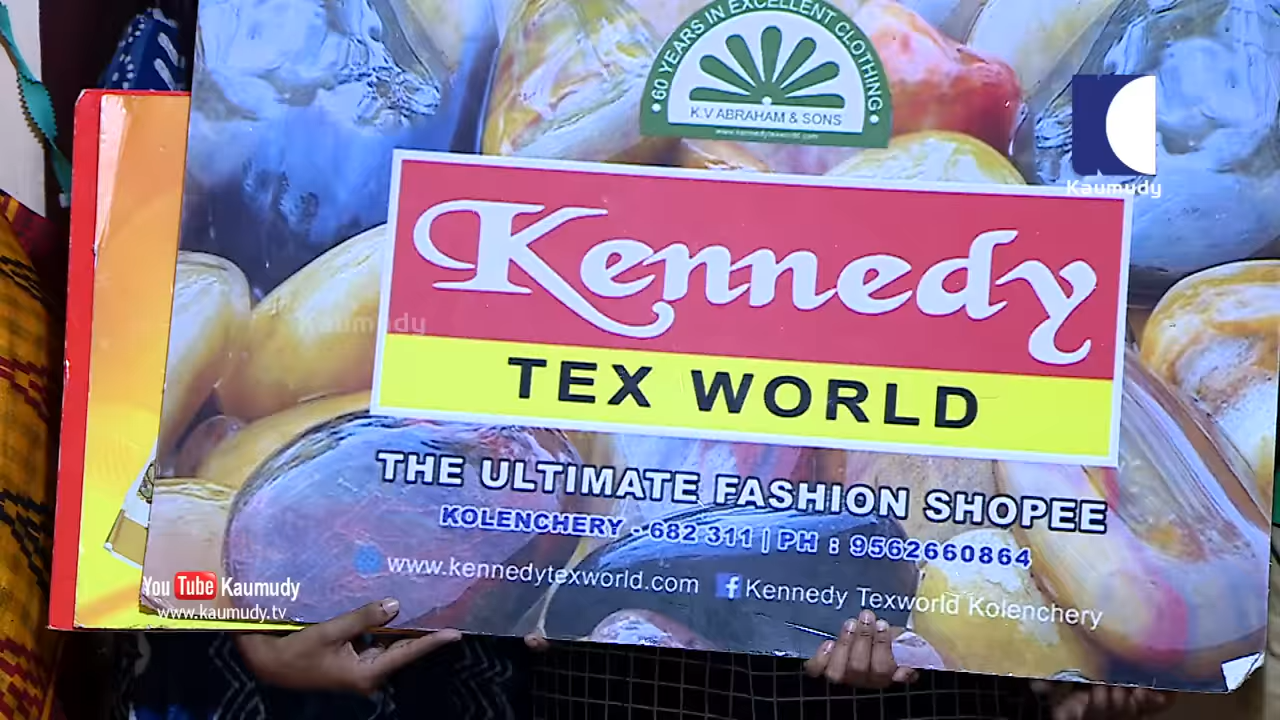 • 60 YEARS IN EXCELLENT CLOTHING •
K.V ABRAHAM & SONS
www.kennedytexworld.com
Kaumudy
Kennedy
Kaumudy
TEX WORLD
THE ULTIMATE FASHION SHOPEE
KOLENCHERY - 682 311 | PH : 9562660864
www.kennedytexworld.com f Kennedy Texworld Kolenchery
You Tube Kaumudy
www.kaumudy.tv